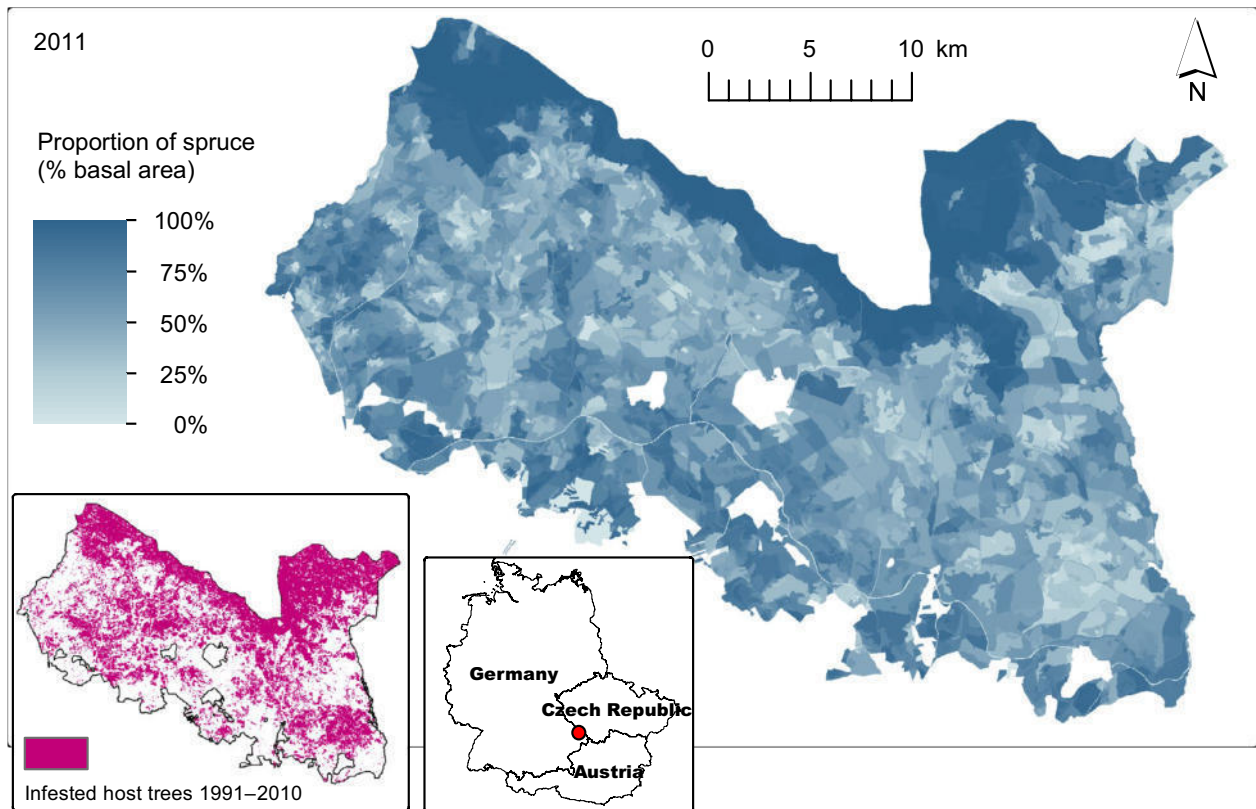 2011
0 5 10 km
N
Proportion of spruce
(% basal area)
100%
75%
50%
25%
0%
Infested host trees 1991–2010
Germany
Czech Republic
Austria